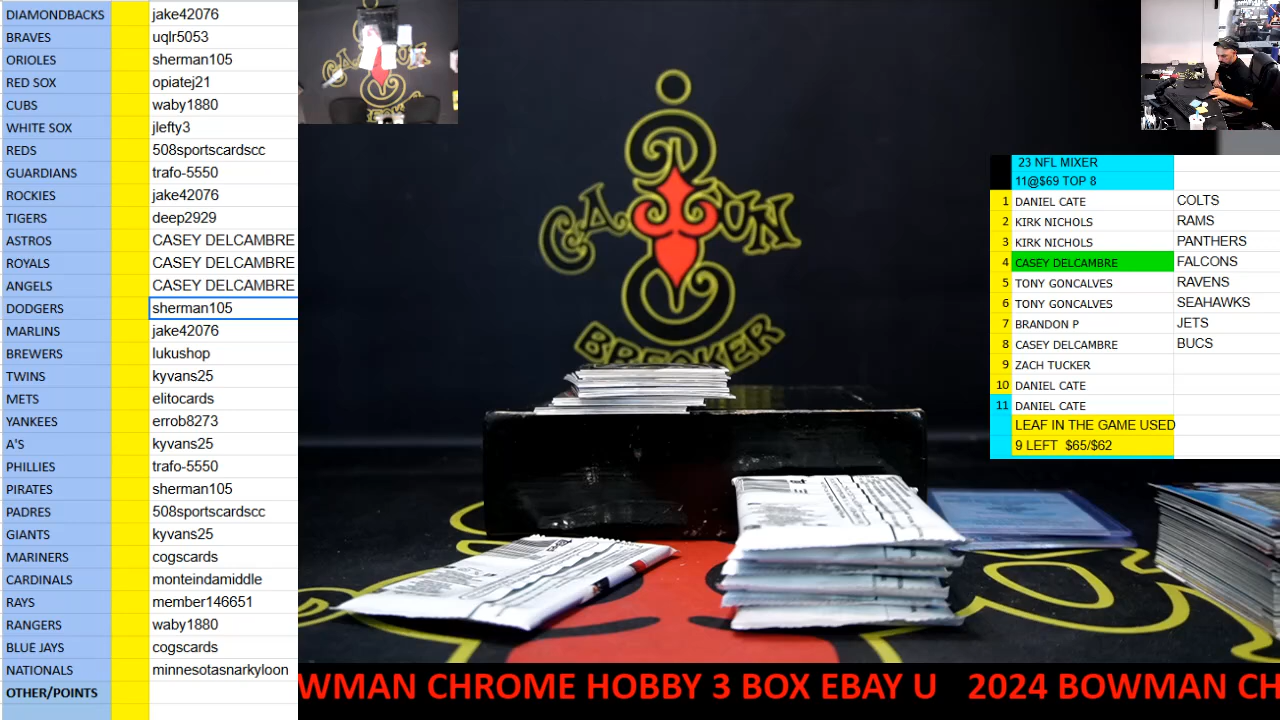 DIAMONDBACKS jake42076
BRAVES uqlr5053
ORIOLES sherman105
RED SOX opiatej21
CUBS waby1880
WHITE SOX jlefty3
REDS 508sportscardscc
GUARDIANS trafo-5550
ROCKIES jake42076
TIGERS deep2929
ASTROS CASEY DELCAMBRE
ROYALS CASEY DELCAMBRE
ANGELS CASEY DELCAMBRE
DODGERS sherman105
MARLINS jake42076
BREWERS lukushop
TWINS kyvans25
METS elitocards
YANKEES errob8273
A'S kyvans25
PHILLIES trafo-5550
PIRATES sherman105
PADRES 508sportscardscc
GIANTS kyvans25
MARINERS cogscards
CARDINALS monteindamiddle
RAYS member146651
RANGERS waby1880
BLUE JAYS cogscards
NATIONALS minnesotasnarkyloon
OTHER/POINTS
CAJUN
BREAKER
23 NFL MIXER
11@$69 TOP 8
1 DANIEL CATE COLTS
2 KIRK NICHOLS RAMS
3 KIRK NICHOLS PANTHERS
4 CASEY DELCAMBRE FALCONS
5 TONY GONCALVES RAVENS
6 TONY GONCALVES SEAHAWKS
7 BRANDON P JETS
8 CASEY DELCAMBRE BUCS
9 ZACH TUCKER
10 DANIEL CATE
11 DANIEL CATE
LEAF IN THE GAME USED
9 LEFT $65/$62
WMAN CHROME HOBBY 3 BOX EBAY U 2024 BOWMAN CH